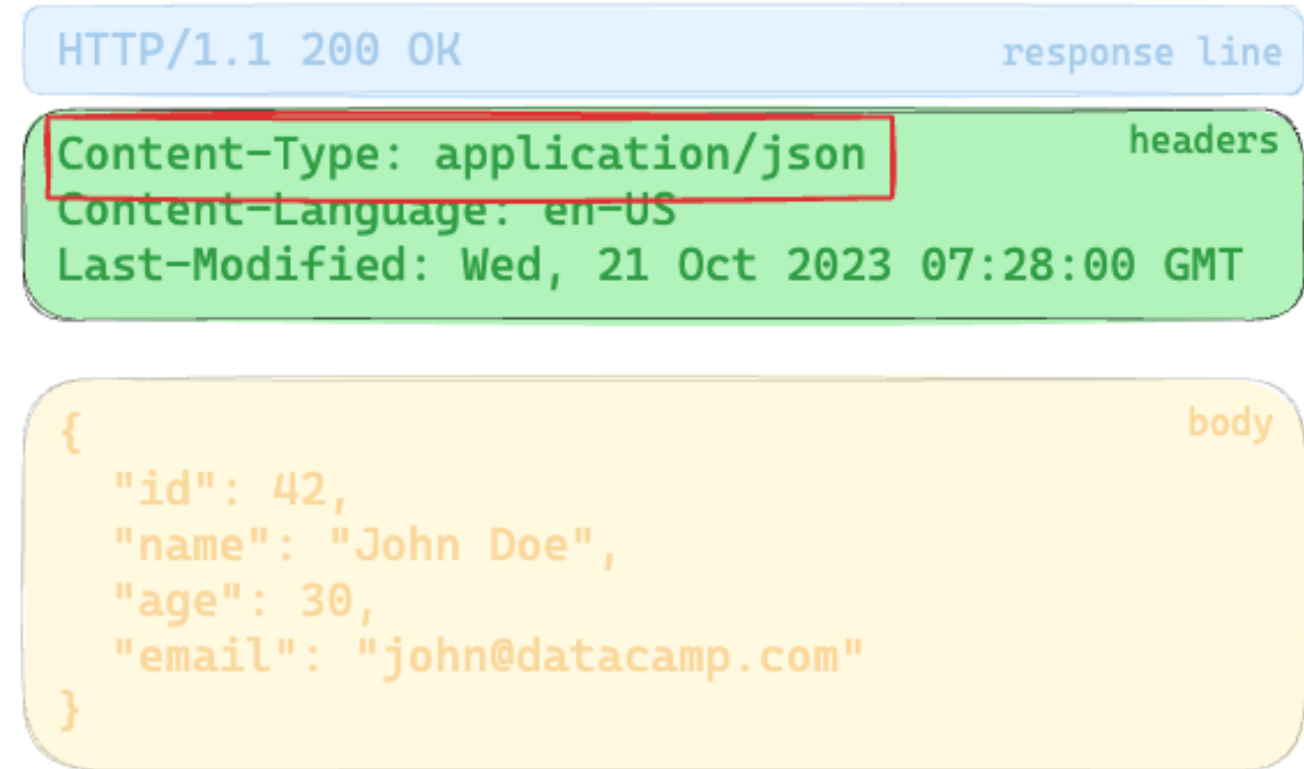 HTTP/1.1 200 OK response line
headers
Content-Type: application/json
Content-Language: en-US
Last-Modified: Wed, 21 Oct 2023 07:28:00 GMT
{ body
"id": 42,
"name": "John Doe",
"age": 30,
"email": "john@datacamp.com"
}